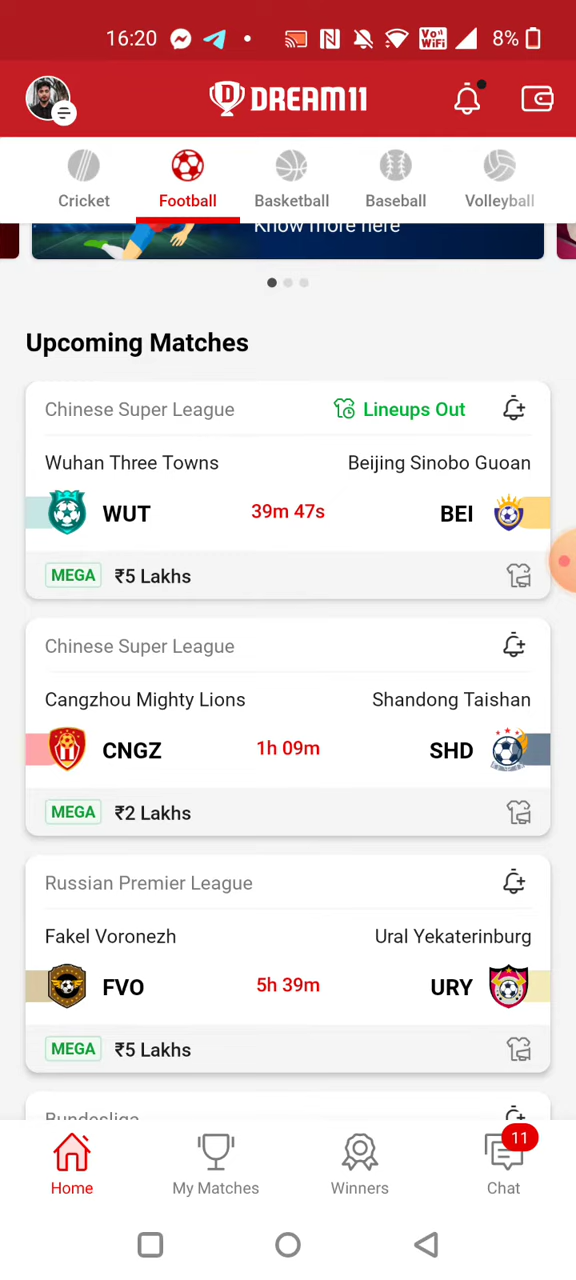 16:20
Vo))
WiFi
8%
DREAM11
Cricket
Football
Basketball
Baseball
Volleyball
Know more here
Upcoming Matches
Chinese Super League
Lineups Out
Wuhan Three Towns
Beijing Sinobo Guoan
WUT
39m 47s
BEI
MEGA
₹5 Lakhs
Chinese Super League
Cangzhou Mighty Lions
Shandong Taishan
CNGZ
1h 09m
SHD
MEGA
₹2 Lakhs
Russian Premier League
Fakel Voronezh
Ural Yekaterinburg
FVO
5h 39m
URY
MEGA
₹5 Lakhs
Bundesliga
11
Home
My Matches
Winners
Chat